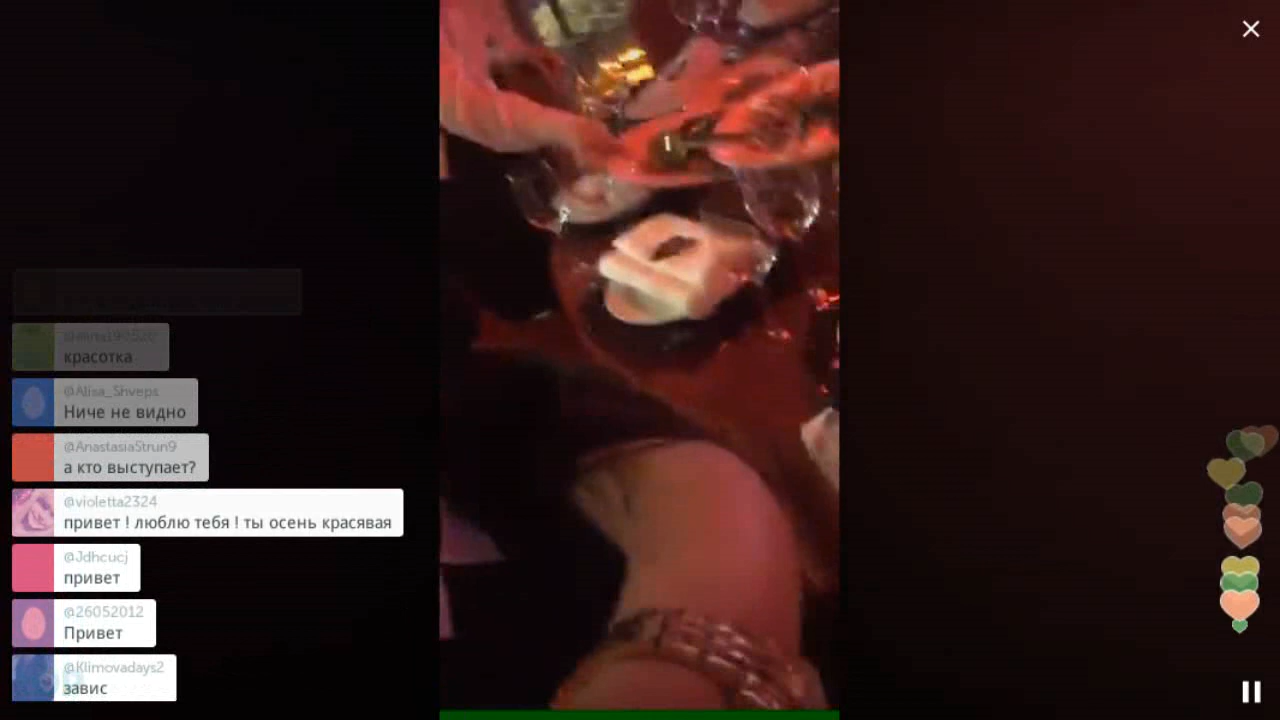 красотка
@Alisa_Shveps
Ниче не видно
@AnastasiaStrun9
а кто выступает?
@violetta2324
привет ! люблю тебя ! ты осень красявая
@Jdhcucj
привет
@26052012
Привет
@Klimovadays2
завис